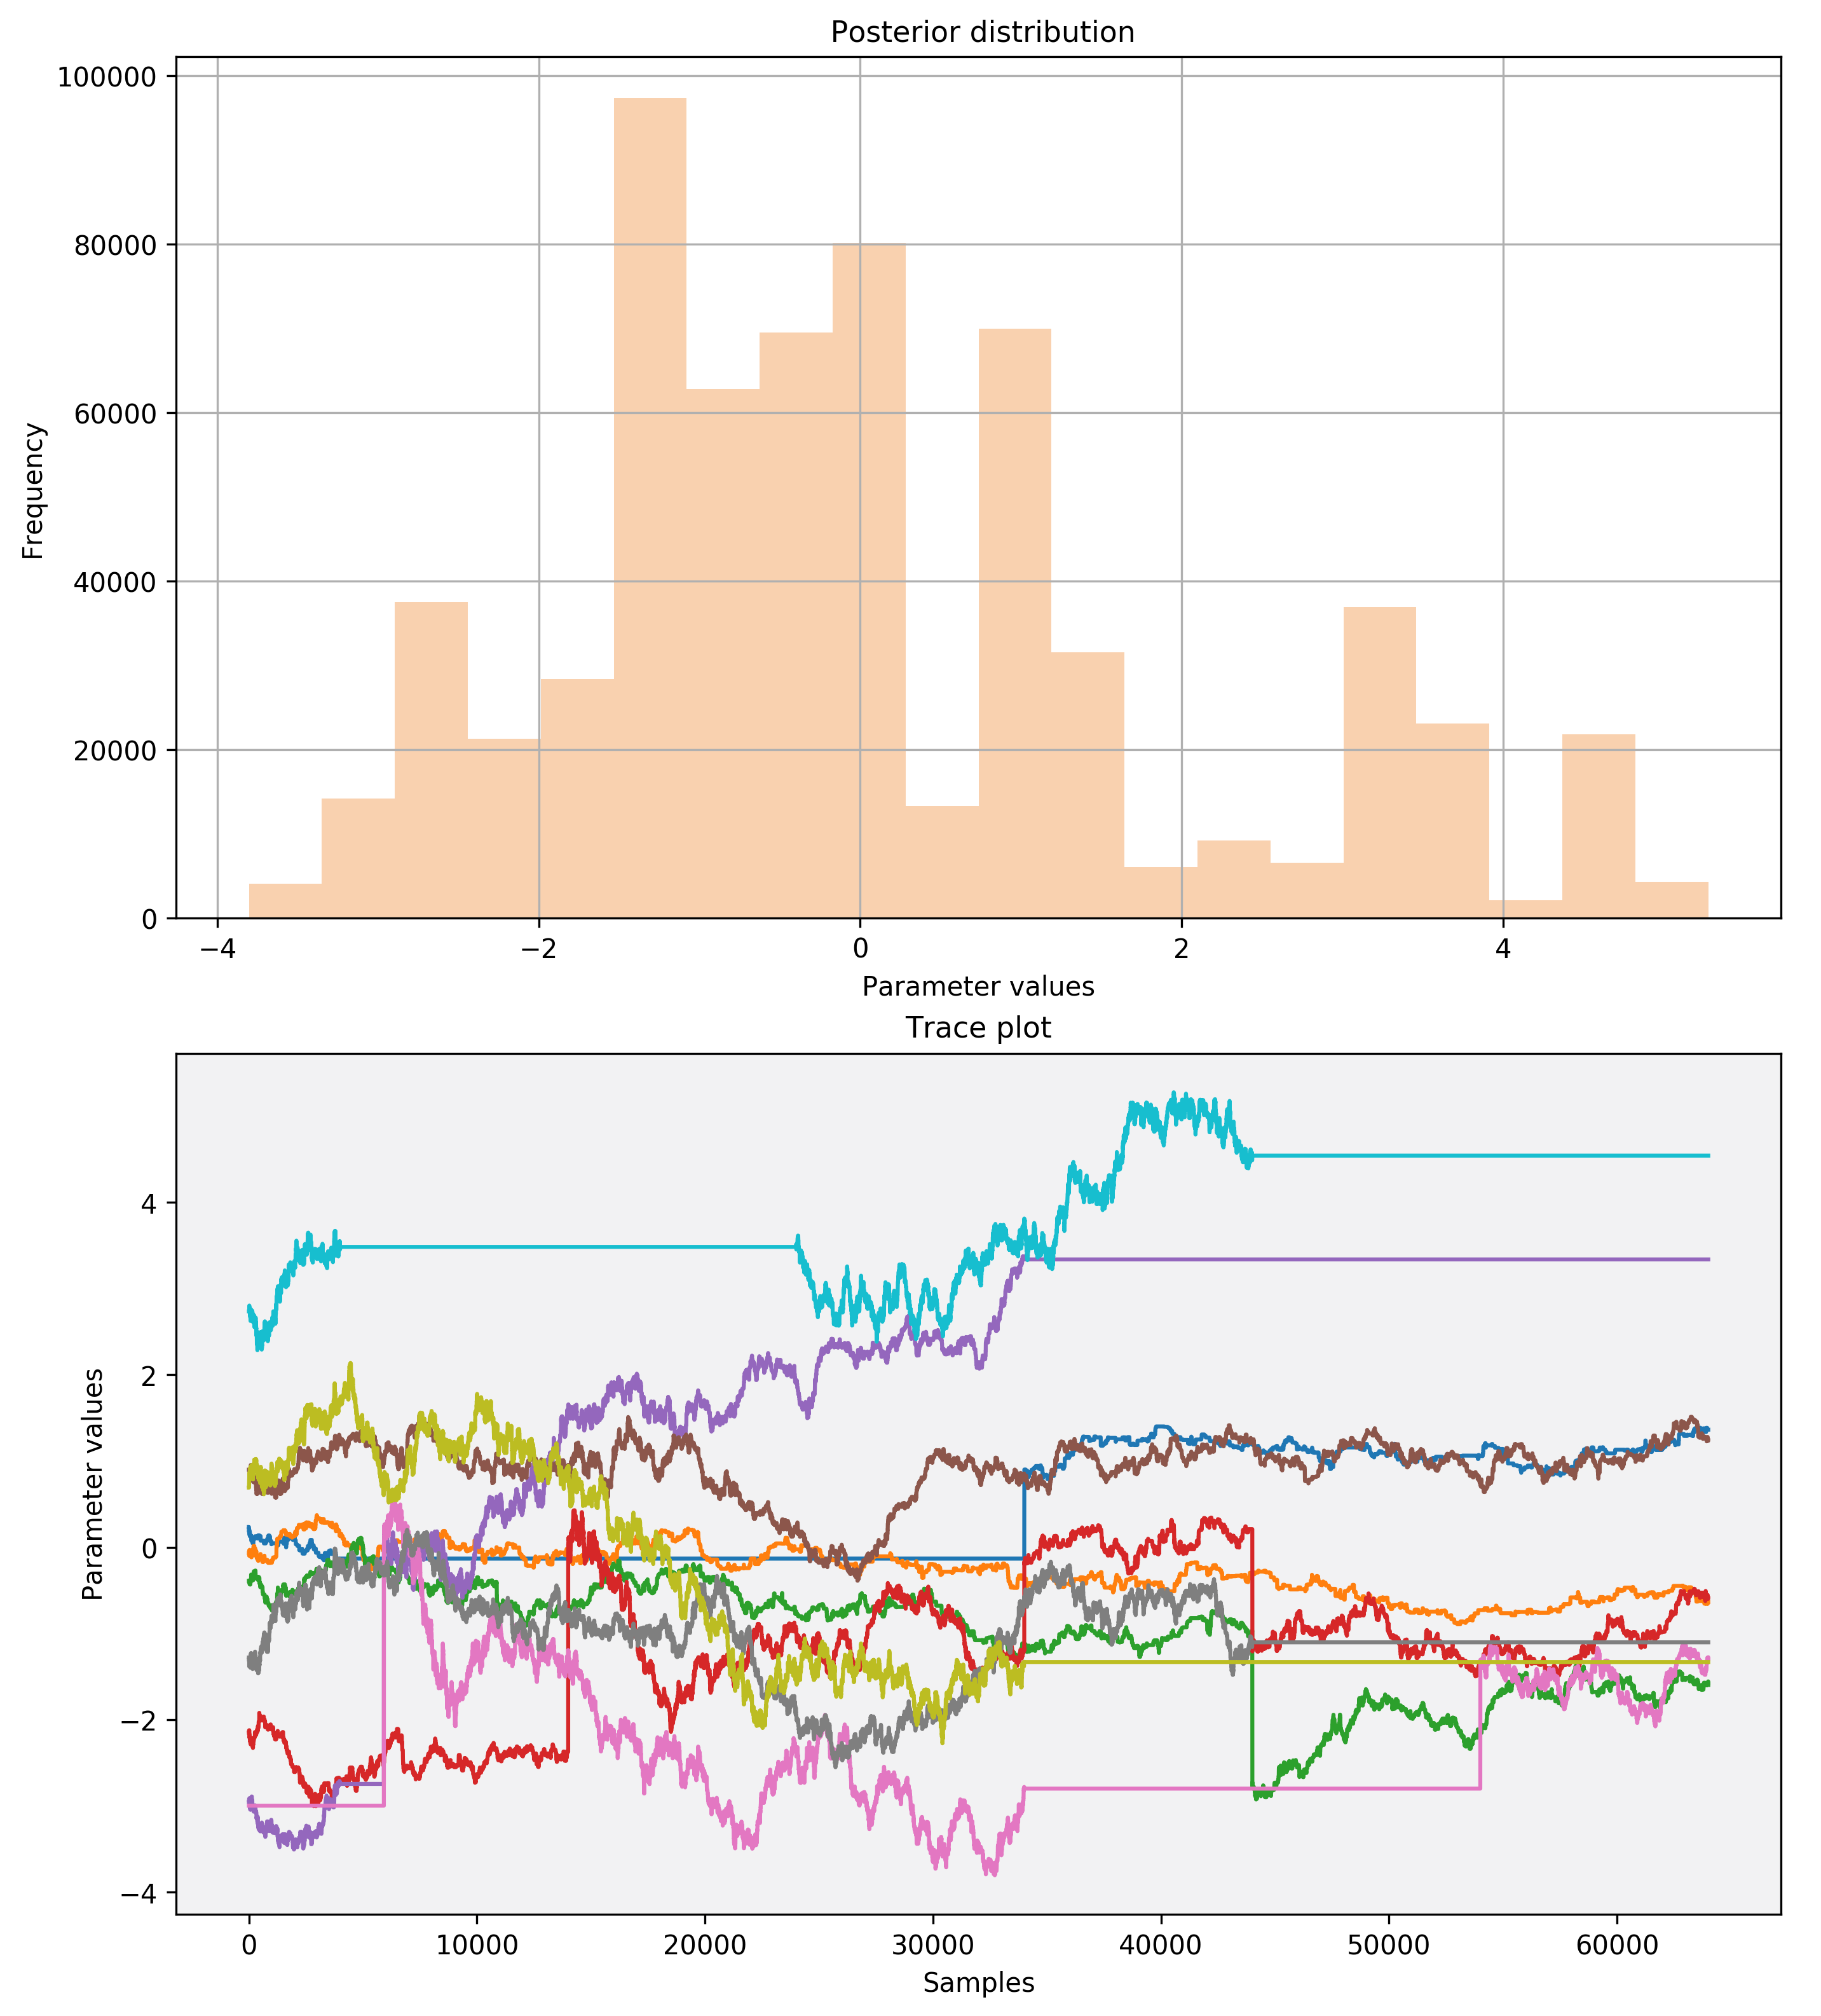 Posterior distribution
100000
80000
60000
40000
20000
0
Frequency
−4 −2 0 2 4
Parameter values
Trace plot
4
2
0
−2
−4
Parameter values
0 10000 20000 30000 40000 50000 60000
Samples